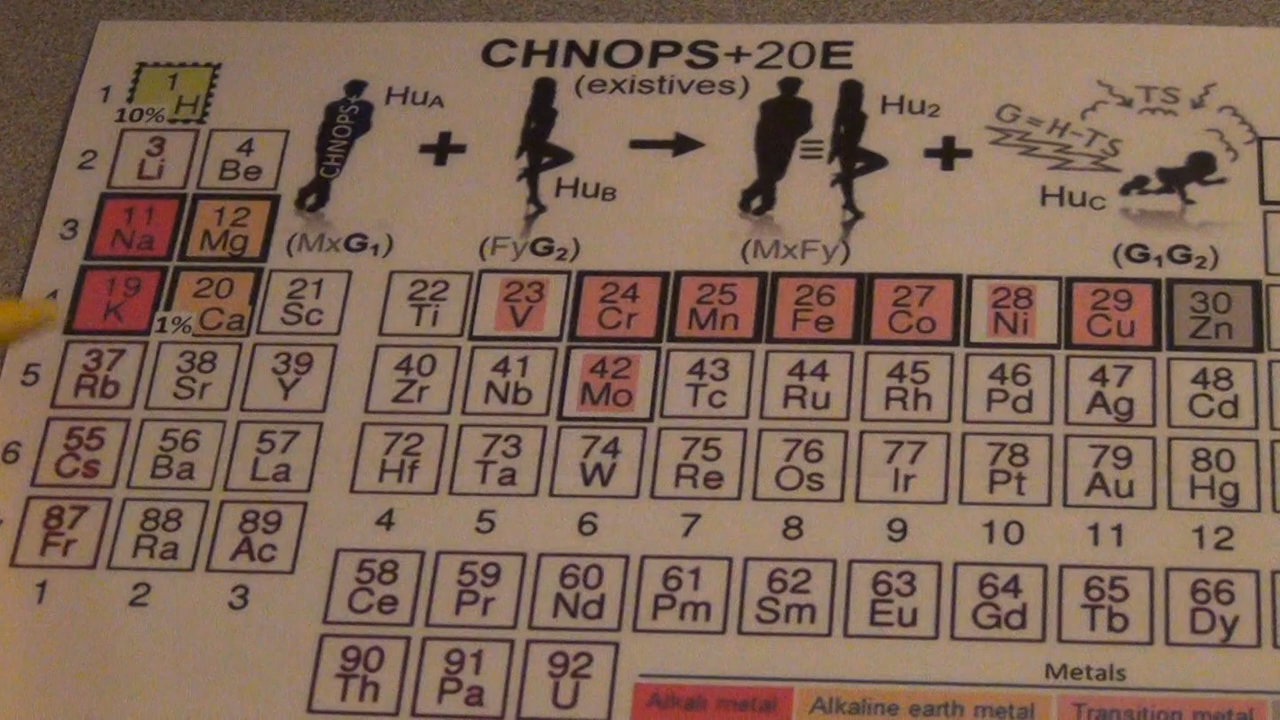 CHNOPS+20E
(existives)
1 1 H 10%
CHNOPS+ HuA + HuB → ≡ Hu2 + G=H-TS TS HuC
(MxG1) (FyG2) (MxFy) (G1G2)
2 3 Li 4 Be
3 11 Na 12 Mg
4 19 K 1% 20 Ca 21 Sc 22 Ti 23 V 24 Cr 25 Mn 26 Fe 27 Co 28 Ni 29 Cu 30 Zn
5 37 Rb 38 Sr 39 Y 40 Zr 41 Nb 42 Mo 43 Tc 44 Ru 45 Rh 46 Pd 47 Ag 48 Cd
6 55 Cs 56 Ba 57 La 72 Hf 73 Ta 74 W 75 Re 76 Os 77 Ir 78 Pt 79 Au 80 Hg
87 Fr 88 Ra 89 Ac
1 2 3 4 5 6 7 8 9 10 11 12
58 Ce 59 Pr 60 Nd 61 Pm 62 Sm 63 Eu 64 Gd 65 Tb 66 Dy
90 Th 91 Pa 92 U
Metals
Alkali metal Alkaline earth metal Transition metal